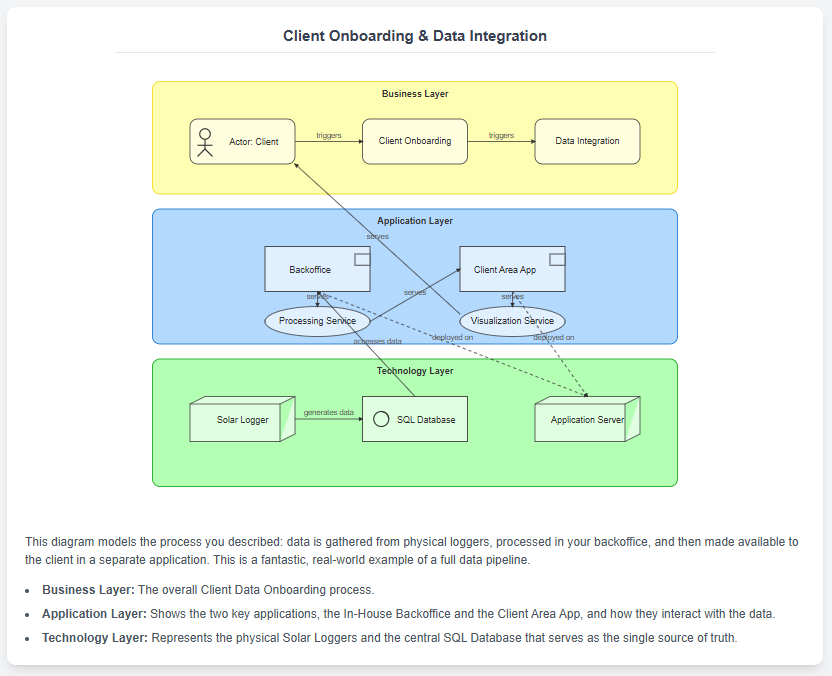 Client Onboarding & Data Integration
Business Layer
Actor: Client
triggers
Client Onboarding
triggers
Data Integration
Application Layer
serves
Backoffice
Client Area App
serves
serves
serves
Processing Service
Visualization Service
accesses data
deployed on
deployed on
Technology Layer
Solar Logger
generates data
SQL Database
Application Server
This diagram models the process you described: data is gathered from physical loggers, processed in your backoffice, and then made available to
the client in a separate application. This is a fantastic, real-world example of a full data pipeline.
• Business Layer: The overall Client Data Onboarding process.
• Application Layer: Shows the two key applications, the In-House Backoffice and the Client Area App, and how they interact with the data.
• Technology Layer: Represents the physical Solar Loggers and the central SQL Database that serves as the single source of truth.